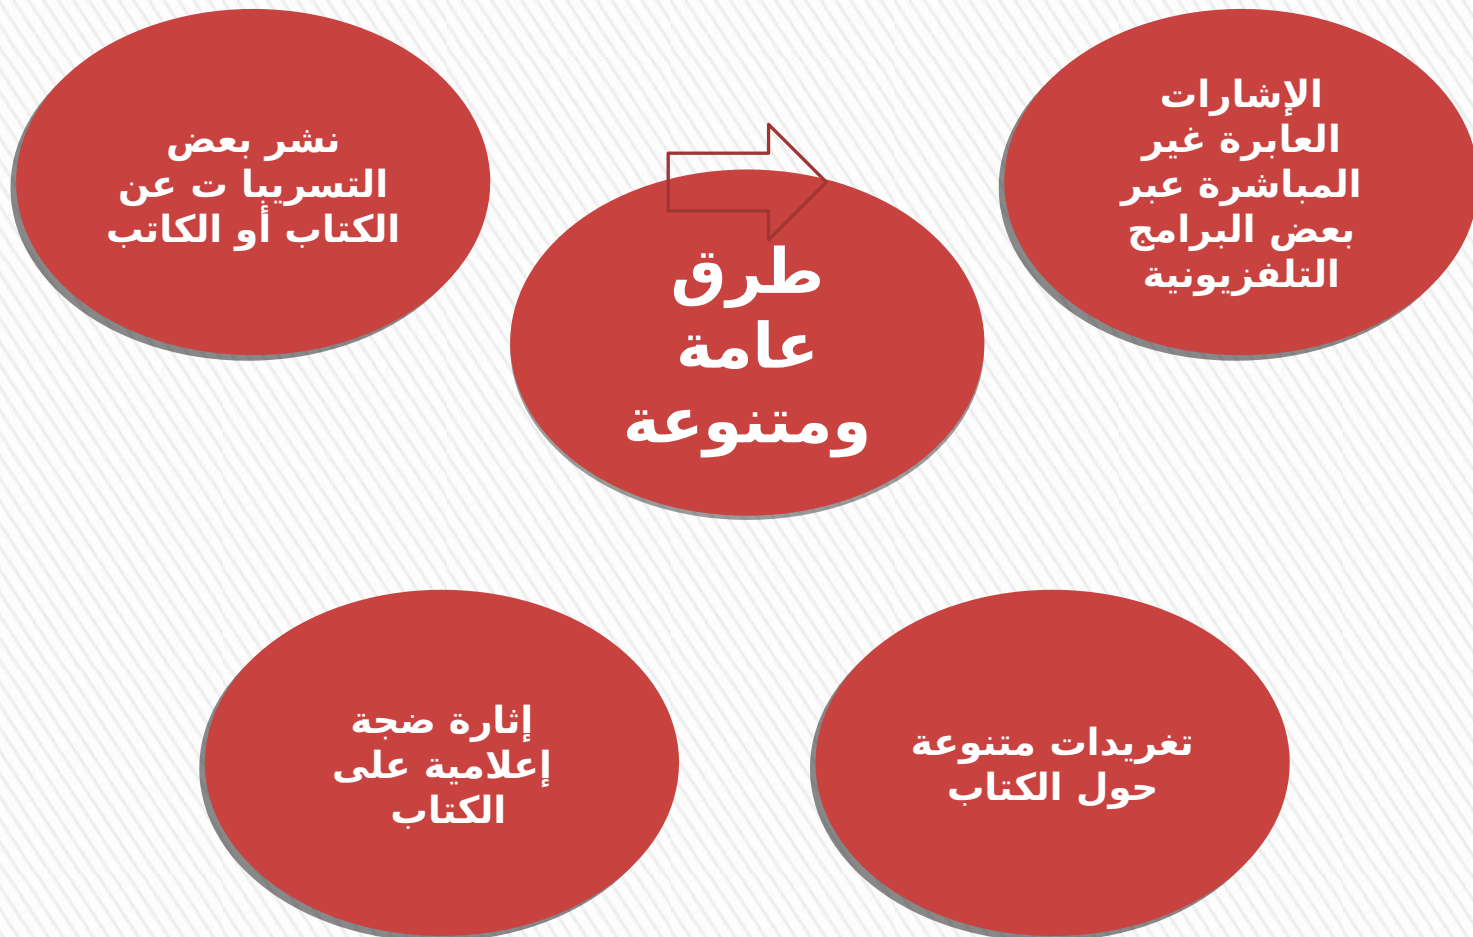 الإشارات
العابرة غير
المباشرة عبر
بعض البرامج
التلفزيونية
نشر بعض
التسريبا ت عن
الكتاب أو الكاتب
طرق
عامة
ومتنوعة
تغريدات متنوعة
حول الكتاب
إثارة ضجة
إعلامية على
الكتاب